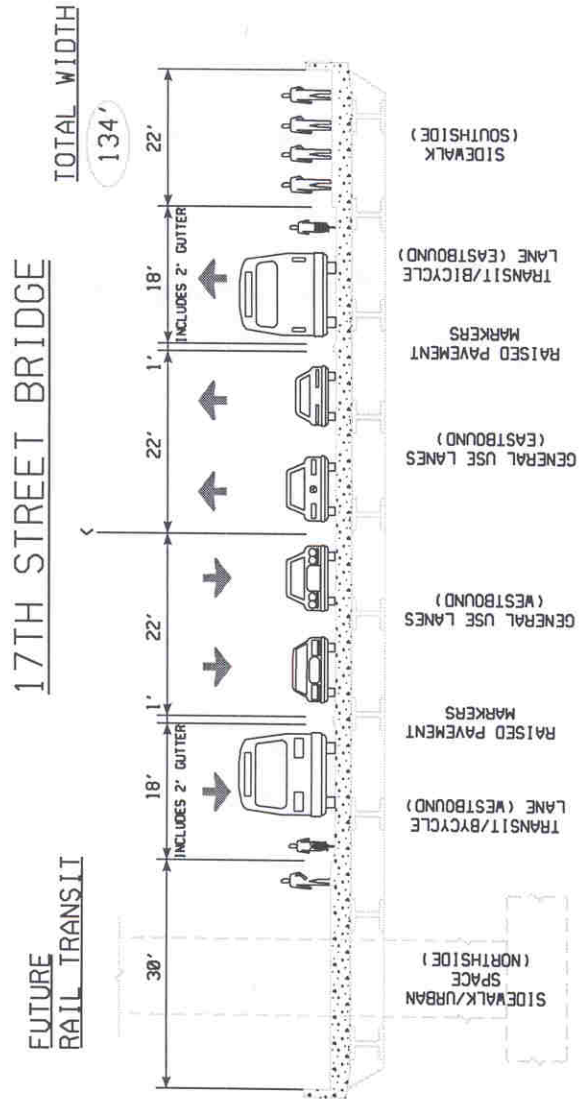 17TH STREET BRIDGE
TOTAL WIDTH
134'
FUTURE
RAIL TRANSIT
30'
18'
INCLUDES 2' GUTTER
1'
22'
22'
1'
18'
INCLUDES 2' GUTTER
22'
SIDEWALK/URBAN
SPACE
(NORTHSIDE)
TRANSIT/BYCYCLE
LANE (WESTBOUND)
RAISED PAVEMENT
MARKERS
GENERAL USE LANES
(WESTBOUND)
GENERAL USE LANES
(EASTBOUND)
RAISED PAVEMENT
MARKERS
TRANSIT/BICYCLE
LANE (EASTBOUND)
SIDEWALK
(SOUTHSIDE)